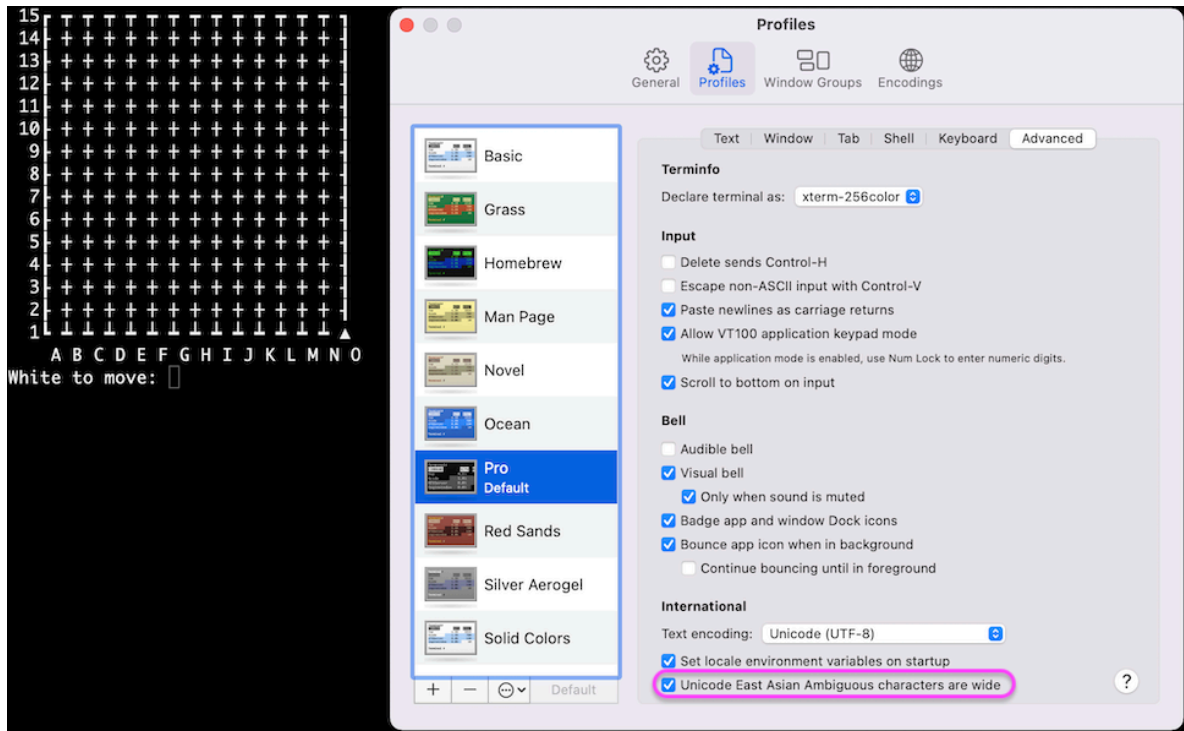 15
14
13
12
11
10
9
8
7
6
5
4
3
2
1
A B C D E F G H I J K L M N O
White to move:
Profiles
General Profiles Window Groups Encodings
Basic
Grass
Homebrew
Man Page
Novel
Ocean
Pro
Default
Red Sands
Silver Aerogel
Solid Colors
+ − Default
Text Window Tab Shell Keyboard Advanced
Terminfo
Declare terminal as: xterm-256color
Input
Delete sends Control-H
Escape non-ASCII input with Control-V
Paste newlines as carriage returns
Allow VT100 application keypad mode
While application mode is enabled, use Num Lock to enter numeric digits.
Scroll to bottom on input
Bell
Audible bell
Visual bell
Only when sound is muted
Badge app and window Dock icons
Bounce app icon when in background
Continue bouncing until in foreground
International
Text encoding: Unicode (UTF-8)
Set locale environment variables on startup
Unicode East Asian Ambiguous characters are wide
?